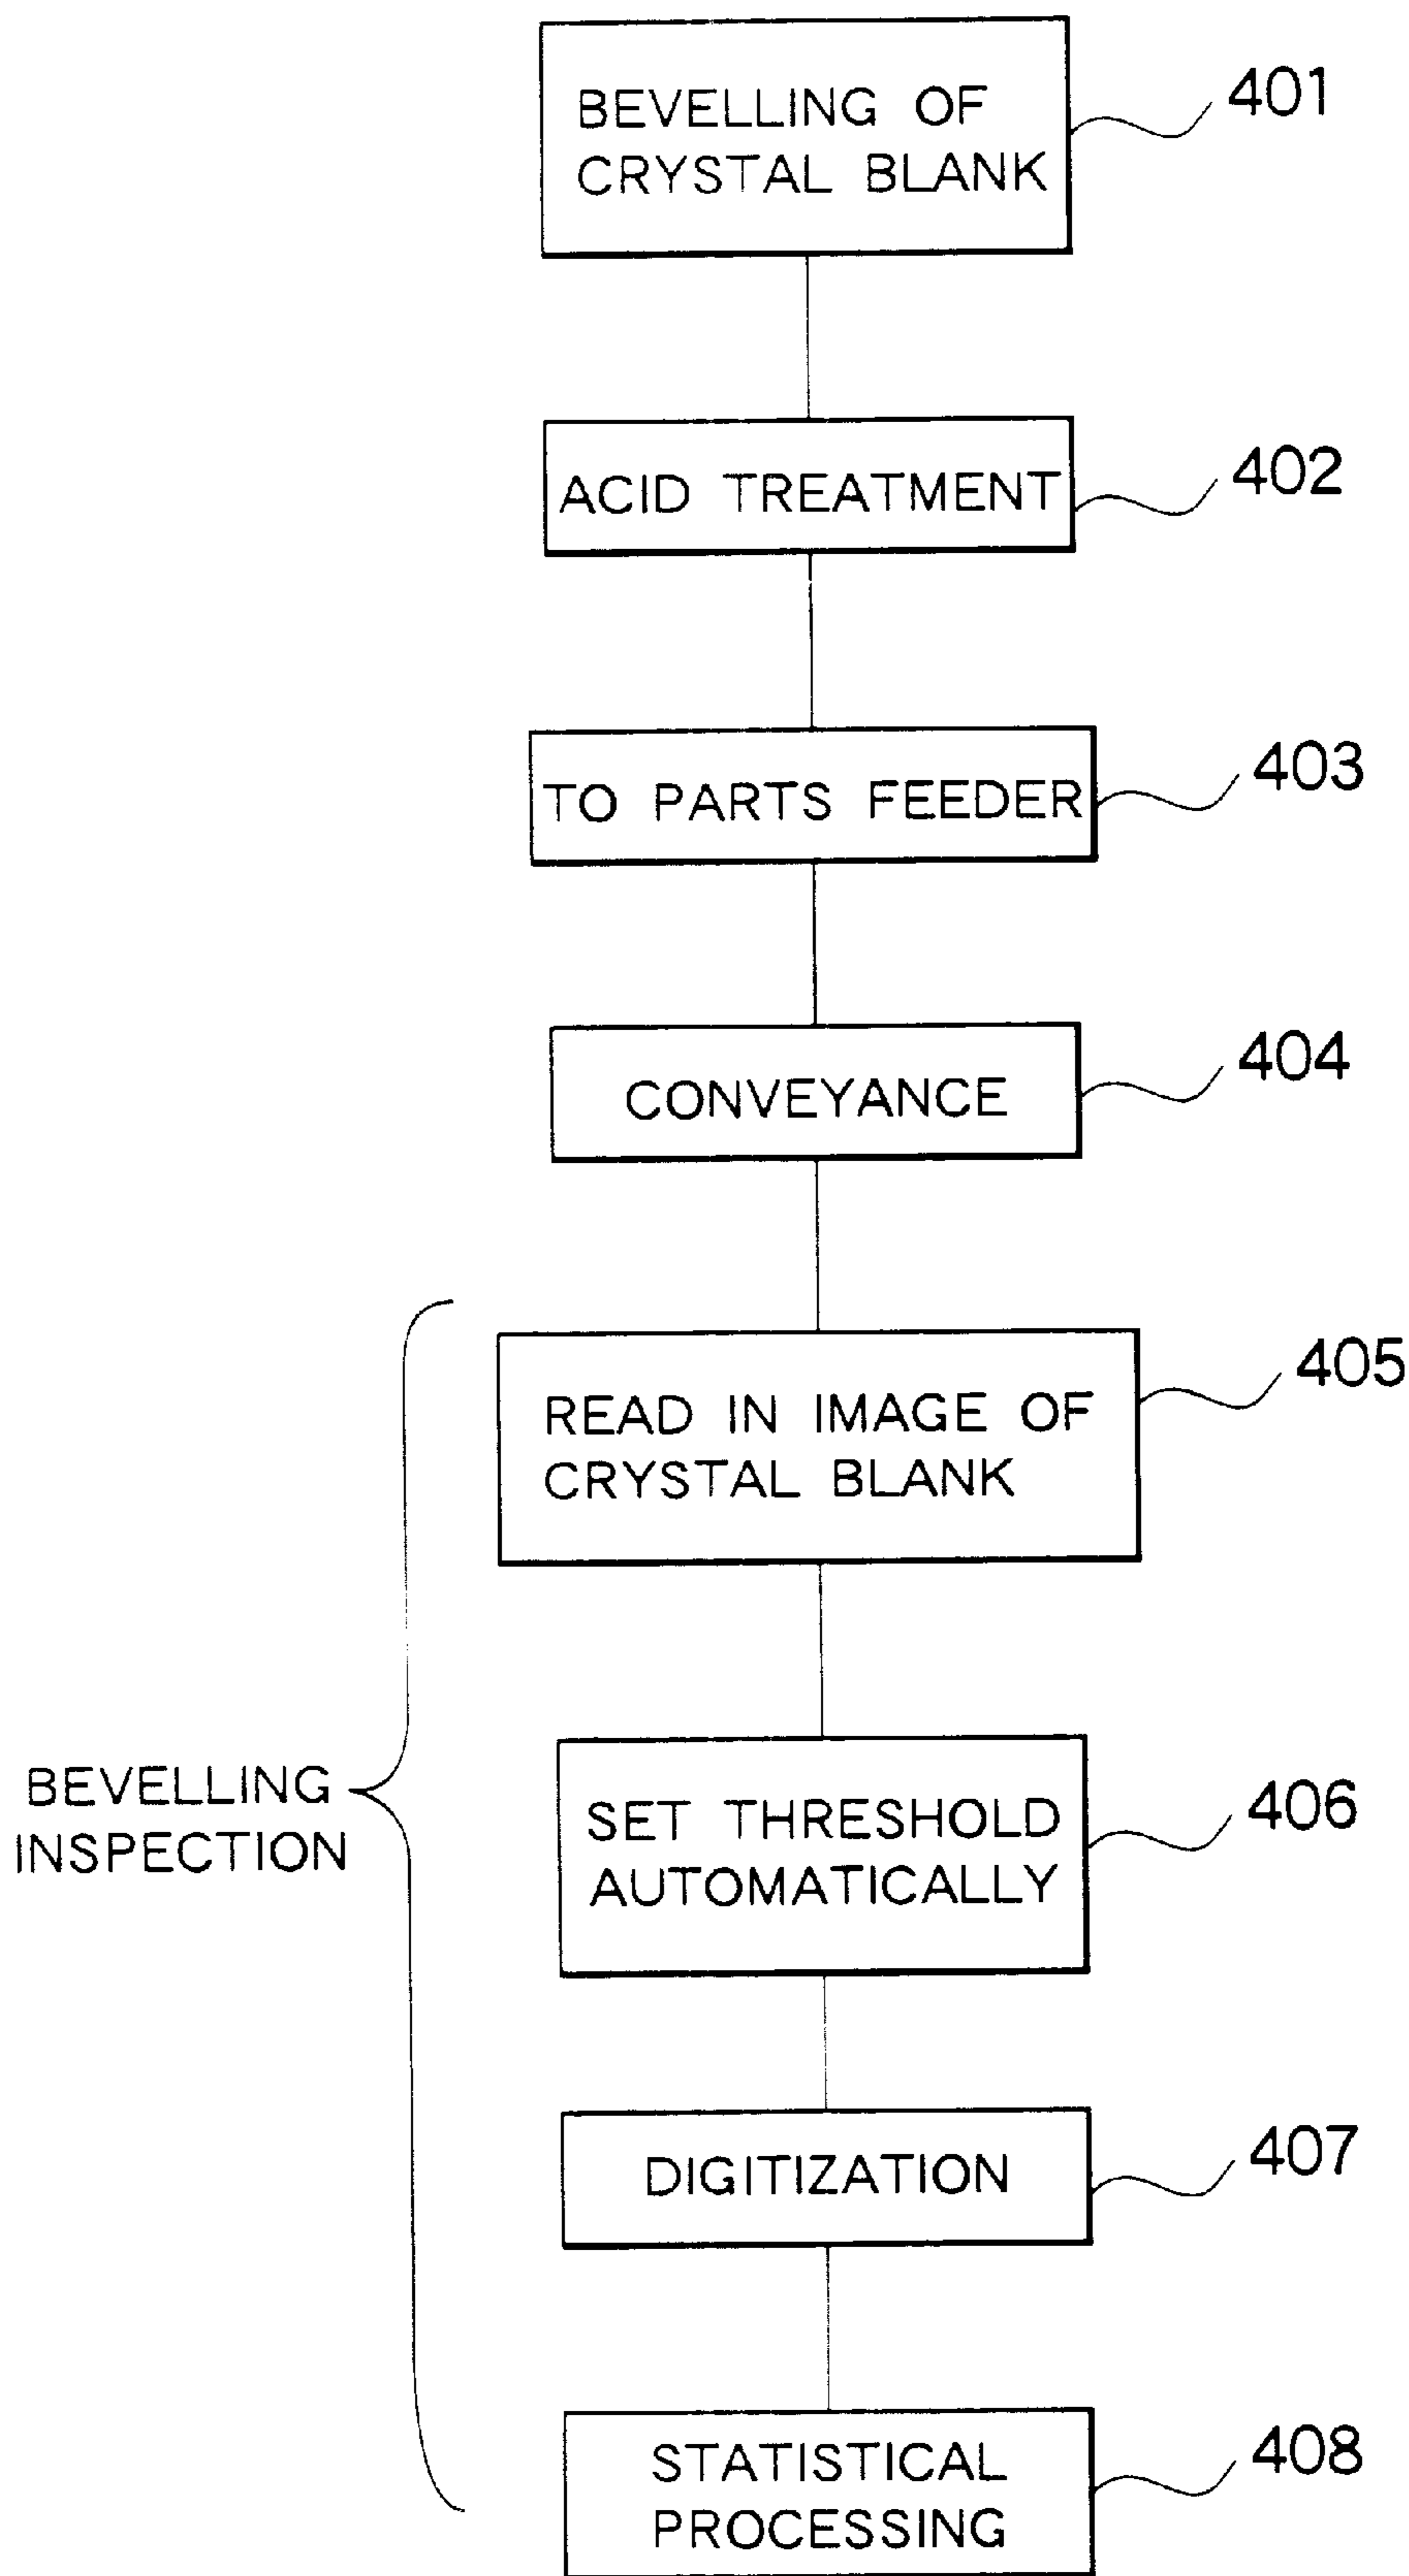 BEVELLING OF
CRYSTAL BLANK
401
ACID TREATMENT
402
TO PARTS FEEDER
403
CONVEYANCE
404
READ IN IMAGE OF
CRYSTAL BLANK
405
BEVELLING
INSPECTION
SET THRESHOLD
AUTOMATICALLY
406
DIGITIZATION
407
STATISTICAL
PROCESSING
408